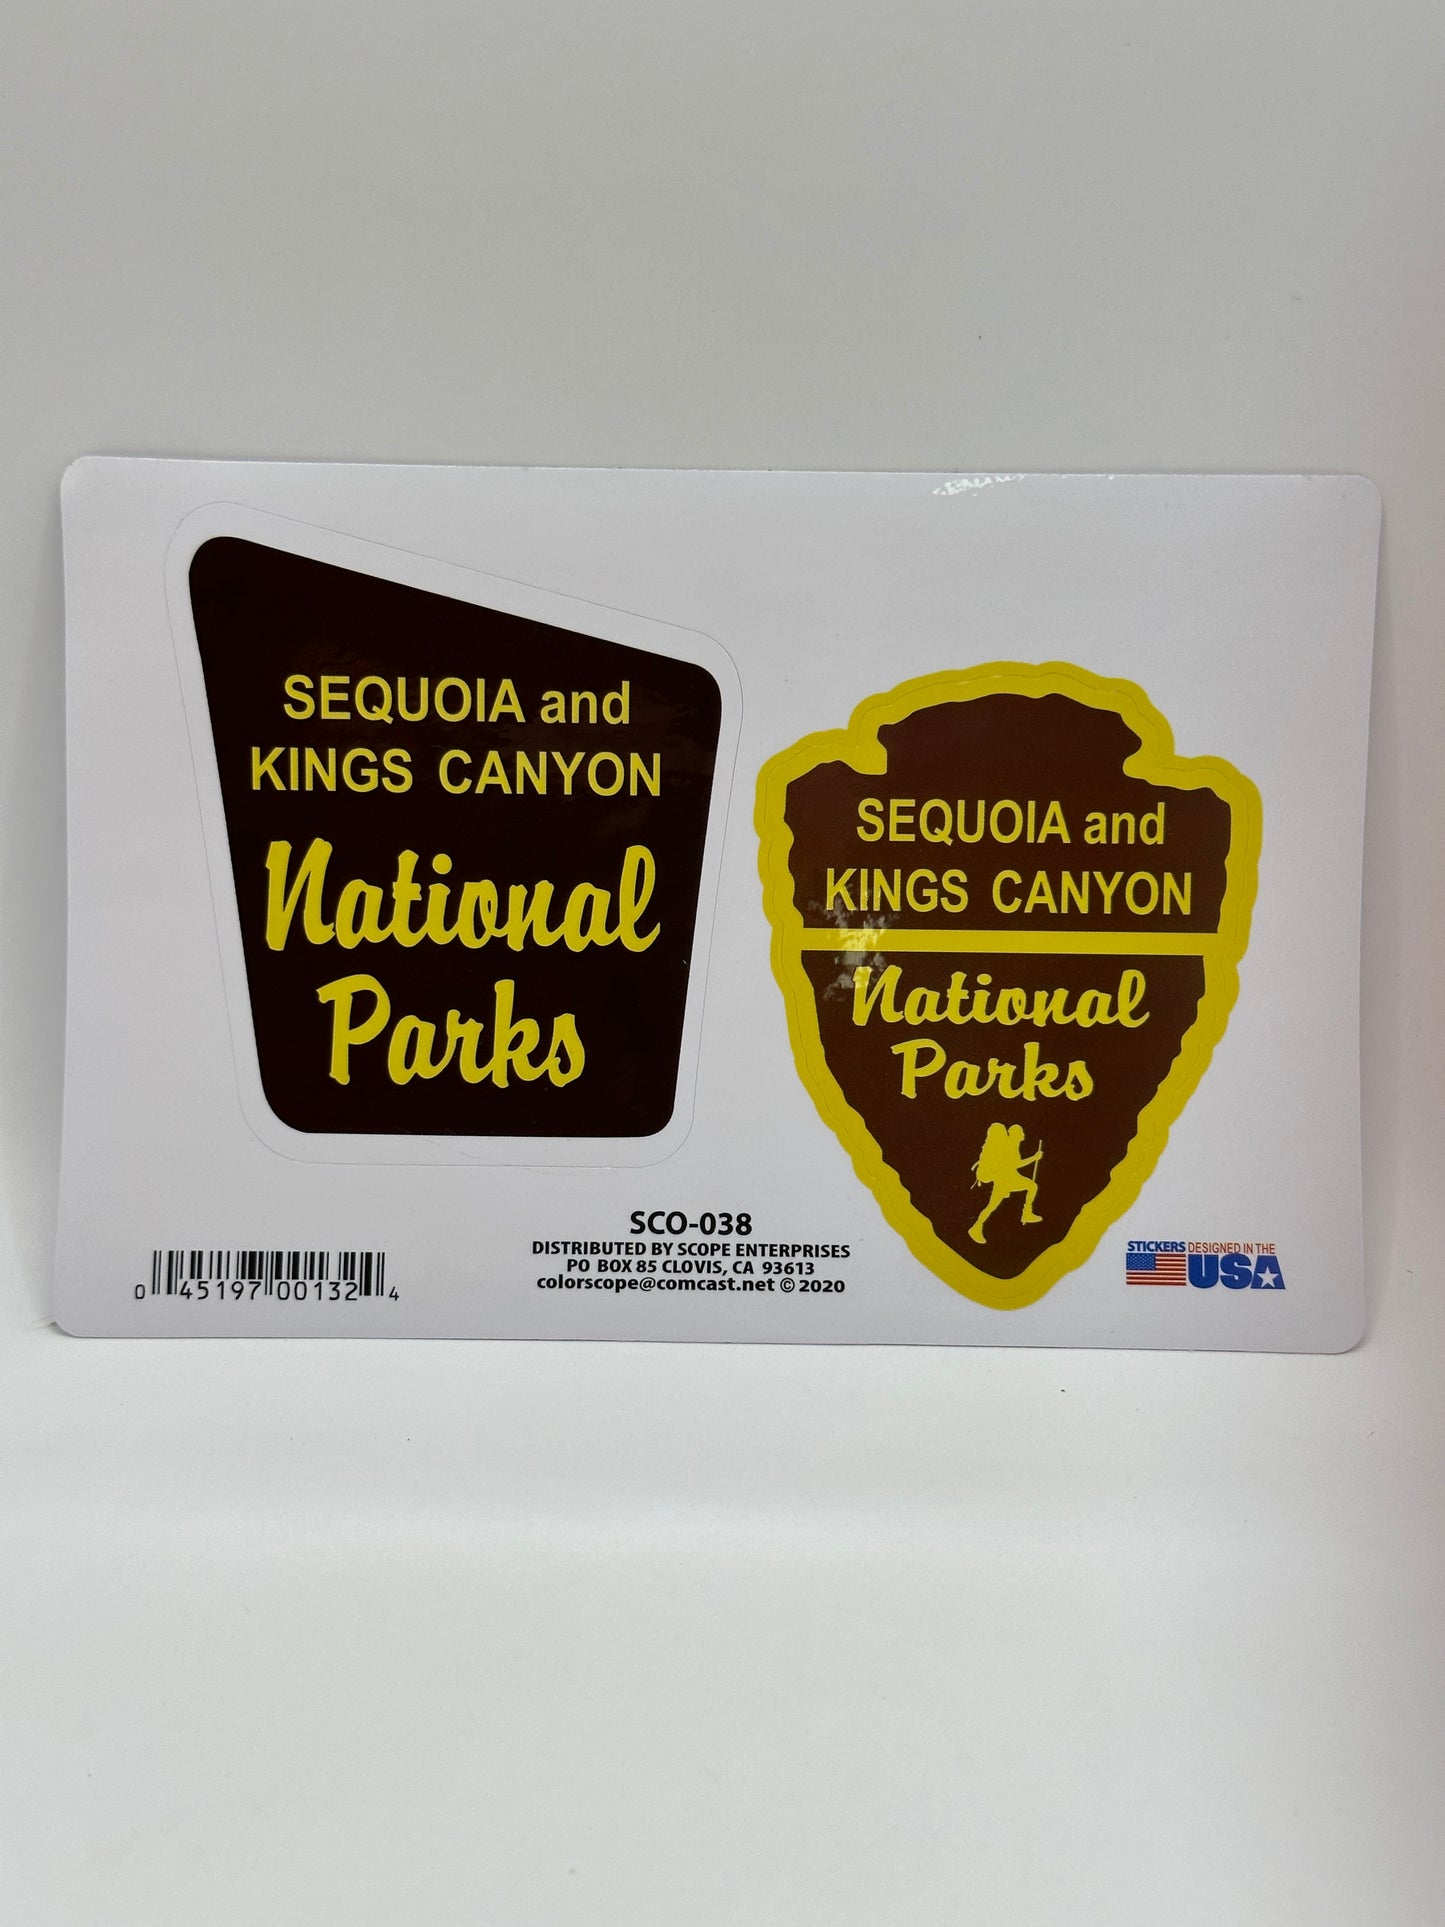 SEQUOIA and
KINGS CANYON
National
Parks
SEQUOIA and
KINGS CANYON
National
Parks
SCO-038
DISTRIBUTED BY SCOPE ENTERPRISES
PO BOX 85 CLOVIS, CA 93613
colorscope@comcast.net © 2020
0 45197 00132 4
STICKERS DESIGNED IN THE
USA